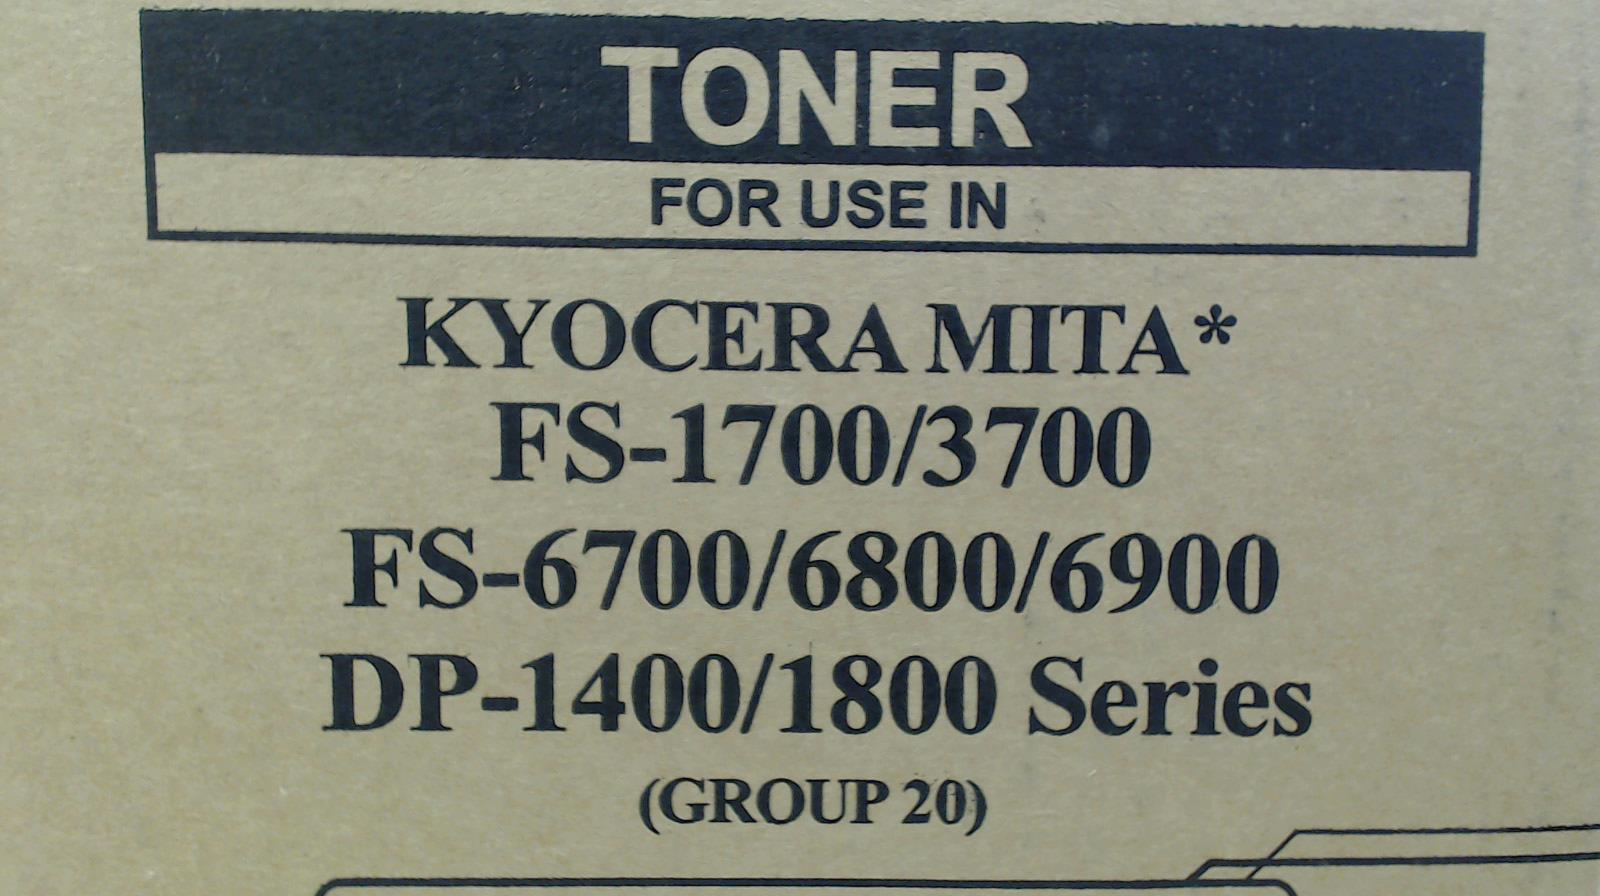 TONER
FOR USE IN
KYOCERA MITA*
FS-1700/3700
FS-6700/6800/6900
DP-1400/1800 Series
(GROUP 20)